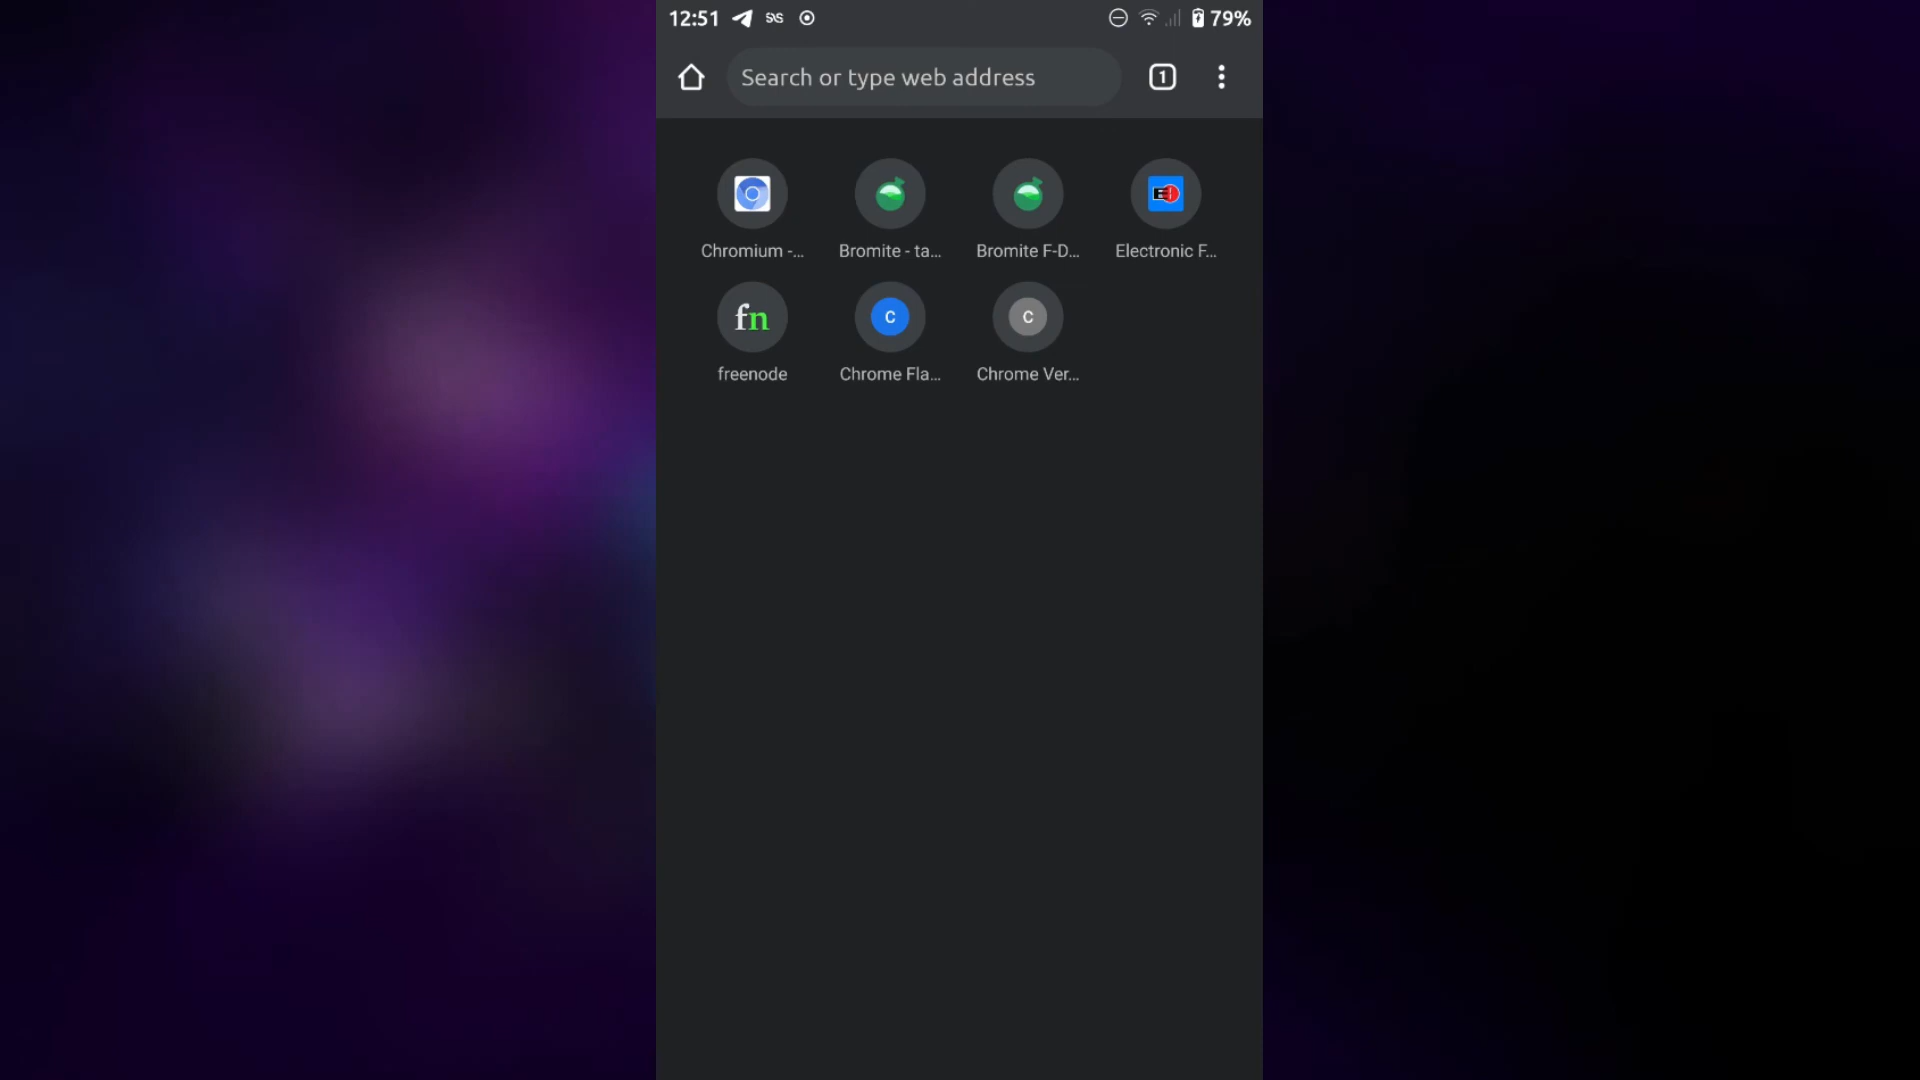 12:51 79%
Search or type web address
1
Chromium -... Bromite - ta... Bromite F-D... Electronic F...
fn C C
freenode Chrome Fla... Chrome Ver...